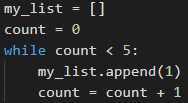 my_list = []
count = 0
while count < 5:
    my_list.append(1)
    count = count + 1